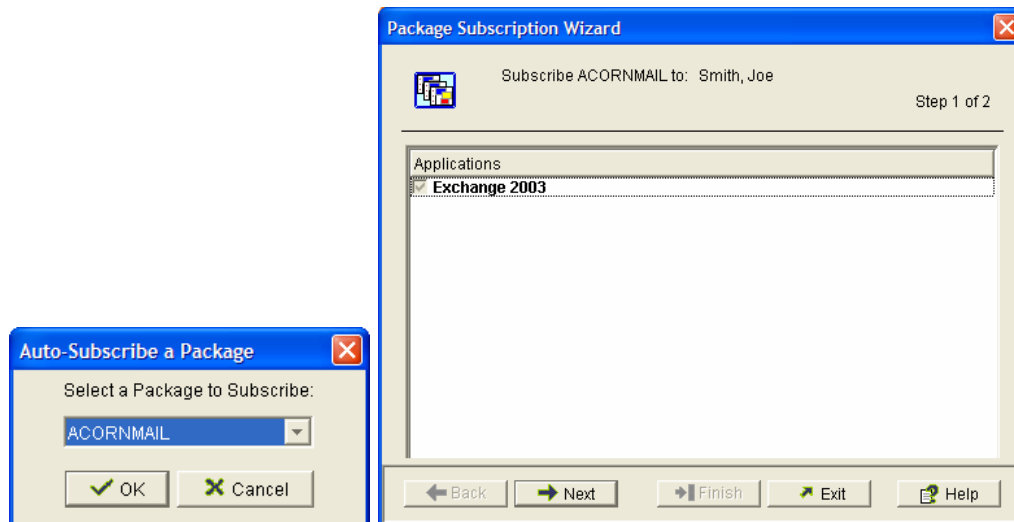 Package Subscription Wizard
Subscribe ACORNMAIL to: Smith, Joe
Step 1 of 2
Applications
Exchange 2003
Back Next Finish Exit Help
Auto-Subscribe a Package
Select a Package to Subscribe:
ACORNMAIL
OK Cancel